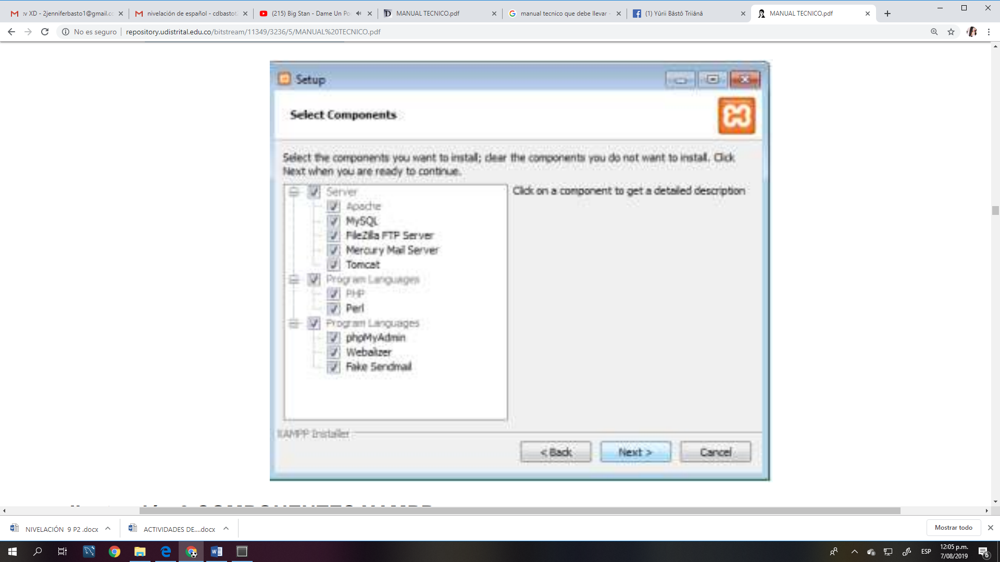 :v XD - 2jenniferbasto1@gmail.cc
nivelación de español - cdbastot
(215) Big Stan - Dame Un Po
MANUAL TECNICO.pdf
manual tecnico que debe llevar -
(1) Yûrii Bâstó Triiânâ
MANUAL TECNICO.pdf
No es seguro
repository.udistrital.edu.co/bitstream/11349/3236/5/MANUAL%20TECNICO.pdf
Setup
Select Components
Select the components you want to install; clear the components you do not want to install. Click
Next when you are ready to continue.
Click on a component to get a detailed description
Server
Apache
MySQL
FileZilla FTP Server
Mercury Mail Server
Tomcat
Program Languages
PHP
Perl
Program Languages
phpMyAdmin
Webalizer
Fake Sendmail
XAMPP Installer
< Back
Next >
Cancel
COMPONENTES XAMPP
NIVELACIÓN 9 P2 .docx
ACTIVIDADES DE....docx
Mostrar todo
ESP
12:05 p.m.
7/08/2019
6